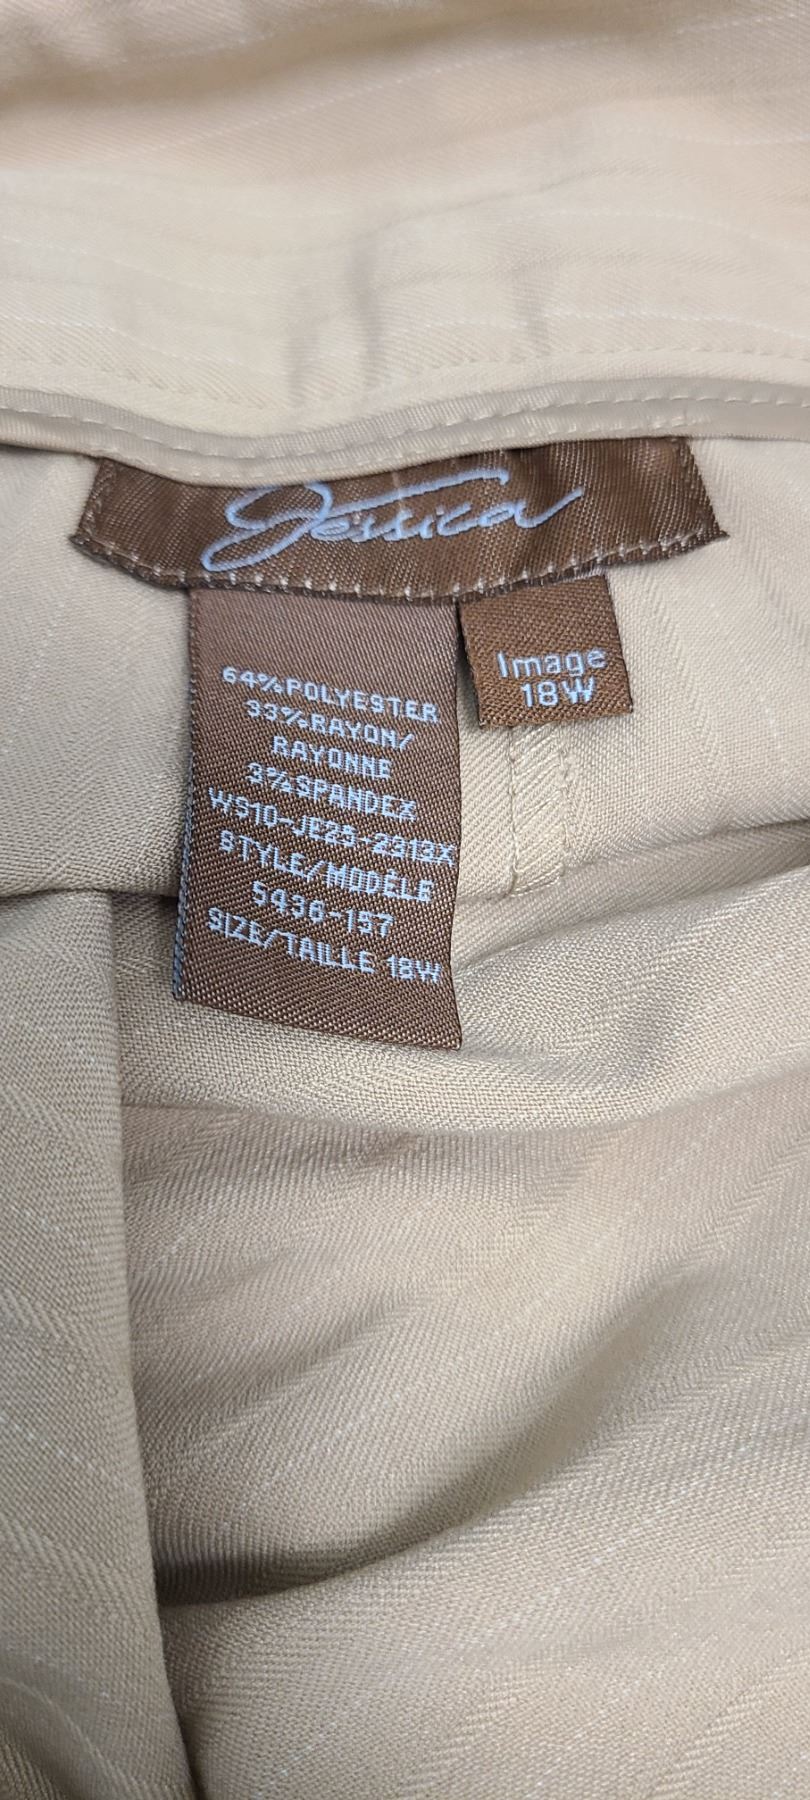 Jessica
Image
18W
64%POLYESTER
33%RAYON/
RAYONNE
3%SPANDEX
WS10-JE25-2313X
STYLE/MODÈLE
5436-157
SIZE/TAILLE 18W